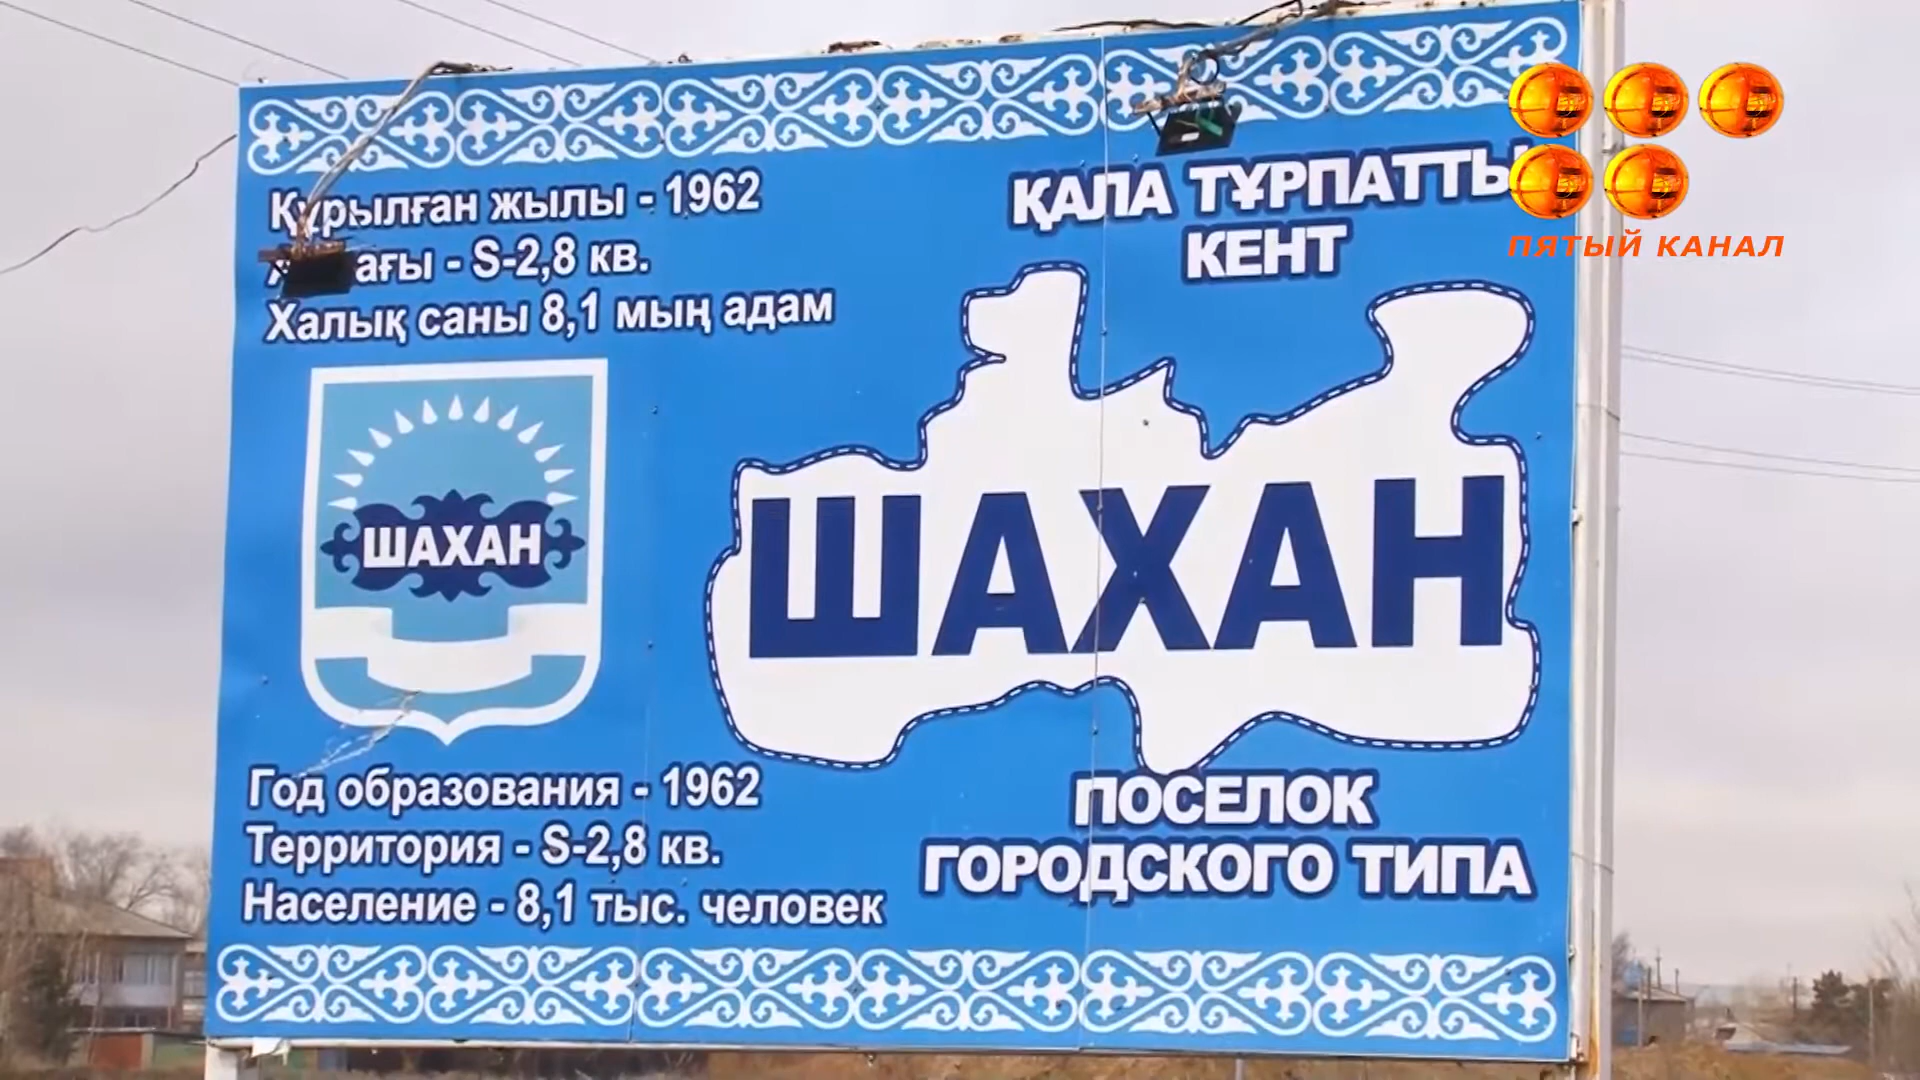 Құрылған жылы - 1962
ағы - S-2,8 кв.
Халық саны 8,1 мың адам
ҚАЛА ТҰРПАТТЫ
КЕНТ
ПЯТЫЙ КАНАЛ
ШАХАН
ШАХАН
Год образования - 1962
Территория - S-2,8 кв.
Население - 8,1 тыс. человек
ПОСЕЛОК
ГОРОДСКОГО ТИПА